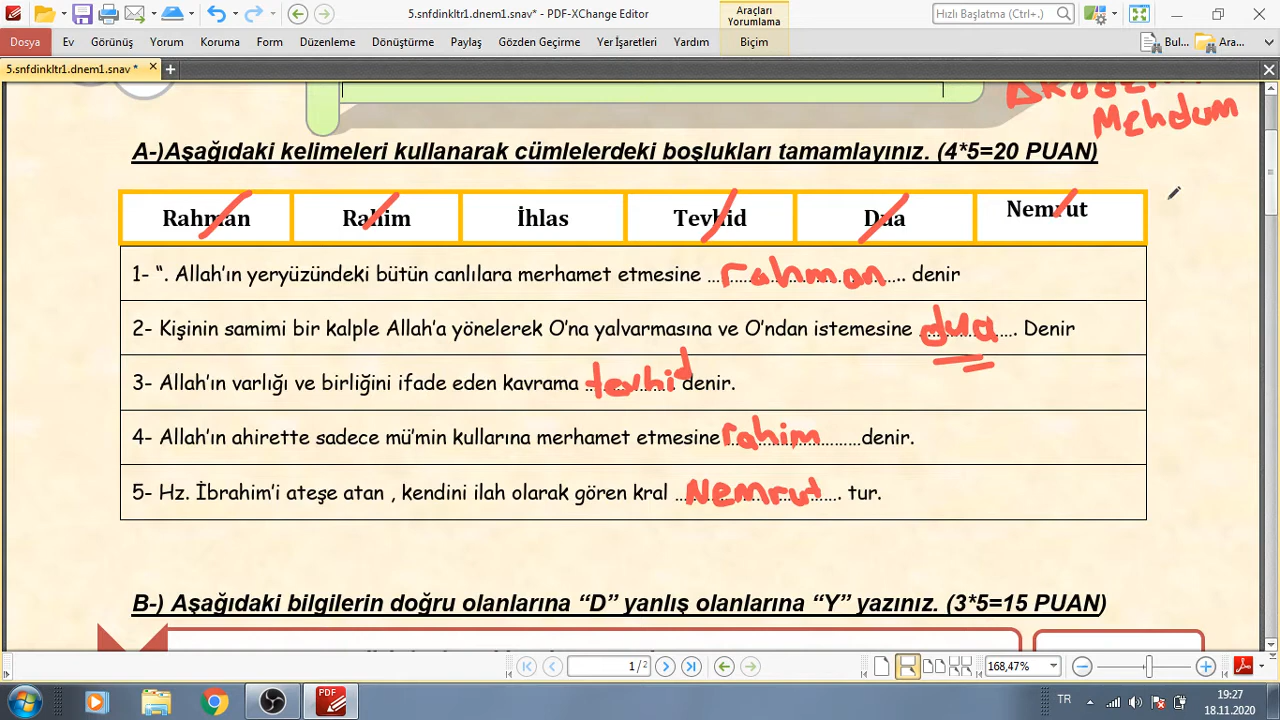 5.snfdinkltr1.dnem1.snav* - PDF-XChange Editor
Araçları Yorumlama
Hızlı Başlatma (Ctrl+.)
Dosya Ev Görünüş Yorum Koruma Form Düzenleme Dönüştürme Paylaş Gözden Geçirme Yer İşaretleri Yardım Biçim Bul... Ara...
5.snfdinkltr1.dnem1.snav *
Mehdum
A-)Aşağıdaki kelimeleri kullanarak cümlelerdeki boşlukları tamamlayınız. (4*5=20 PUAN)
Rahman Rahim İhlas Tevhid Dua Nemrut
1- “. Allah’ın yeryüzündeki bütün canlılara merhamet etmesine ... rahman ... denir
2- Kişinin samimi bir kalple Allah’a yönelerek O’na yalvarmasına ve O’ndan istemesine ... dua .... Denir
3- Allah’ın varlığı ve birliğini ifade eden kavrama ... tevhid denir.
4- Allah’ın ahirette sadece mü’min kullarına merhamet etmesine rahim ......denir.
5- Hz. İbrahim’i ateşe atan , kendini ilah olarak gören kral ... Nemrut .... tur.
B-) Aşağıdaki bilgilerin doğru olanlarına “D” yanlış olanlarına “Y” yazınız. (3*5=15 PUAN)
1/2
168,47%
PDF
TR
19:27
18.11.2020